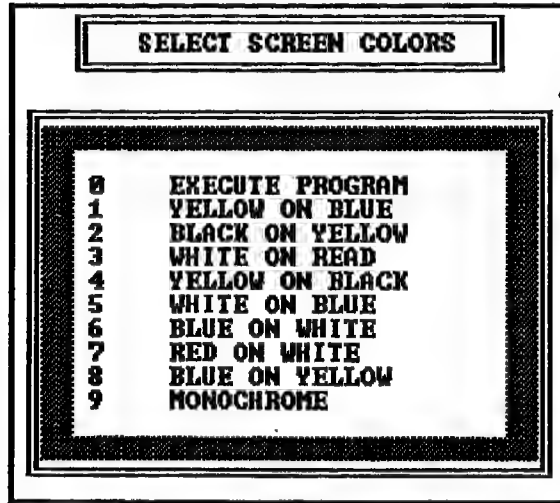 SELECT SCREEN COLORS
0 EXECUTE PROGRAM
1 YELLOW ON BLUE
2 BLACK ON YELLOW
3 WHITE ON READ
4 YELLOW ON BLACK
5 WHITE ON BLUE
6 BLUE ON WHITE
7 RED ON WHITE
8 BLUE ON YELLOW
9 MONOCHROME